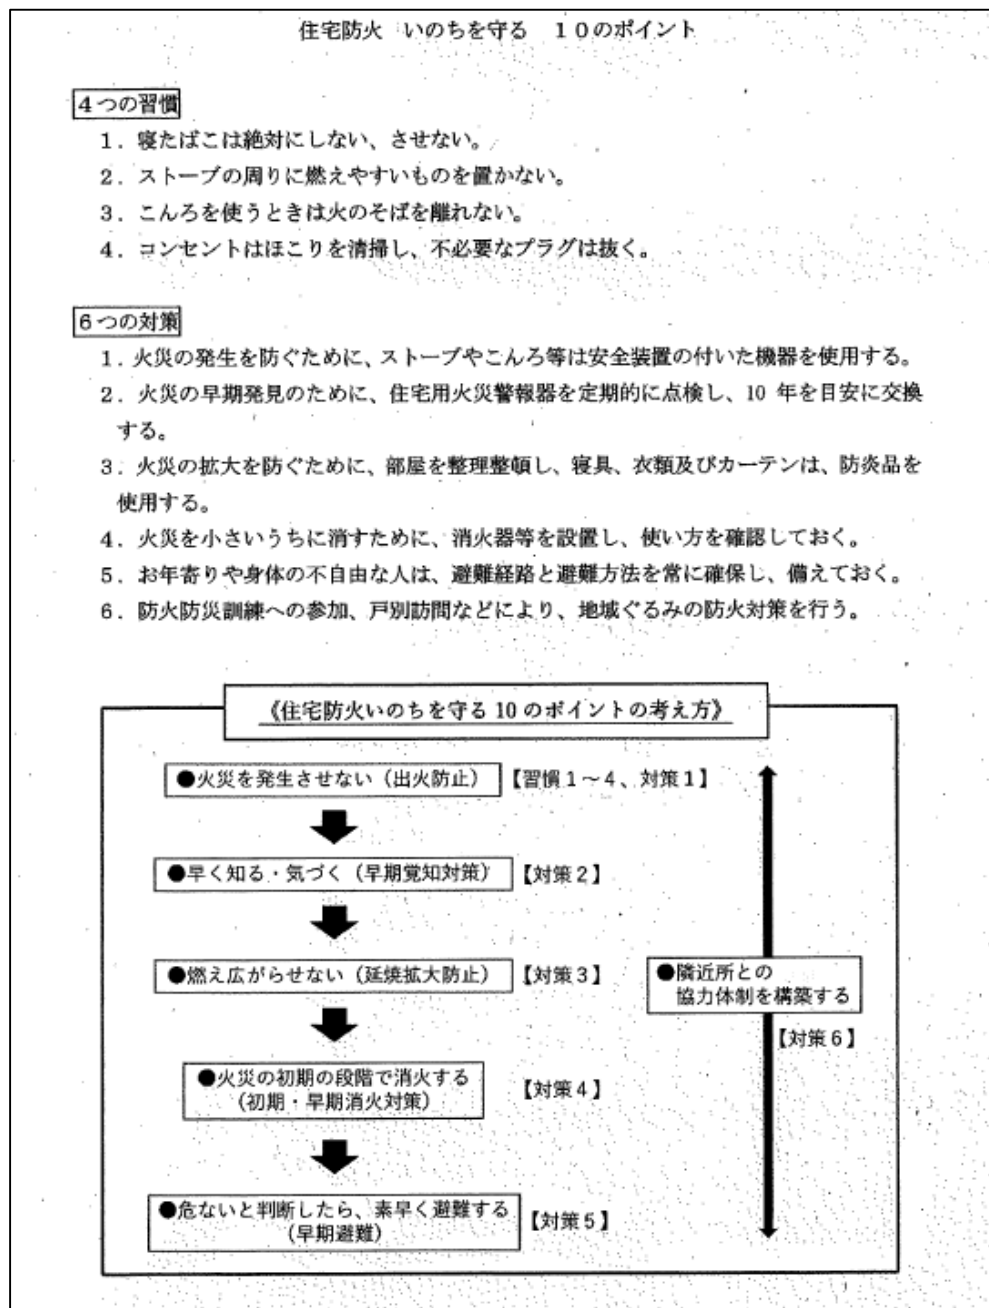 住宅防火　いのちを守る　１０のポイント
４つの習慣
１．寝たばこは絶対にしない、させない。
２．ストーブの周りに燃えやすいものを置かない。
３．こんろを使うときは火のそばを離れない。
４．コンセントはほこりを清掃し、不必要なプラグは抜く。
６つの対策
１．火災の発生を防ぐために、ストーブやこんろ等は安全装置の付いた機器を使用する。
２．火災の早期発見のために、住宅用火災警報器を定期的に点検し、10 年を目安に交換
する。
３．火災の拡大を防ぐために、部屋を整理整頓し、寝具、衣類及びカーテンは、防炎品を
使用する。
４．火災を小さいうちに消すために、消火器等を設置し、使い方を確認しておく。
５．お年寄りや身体の不自由な人は、避難経路と避難方法を常に確保し、備えておく。
６．防火防災訓練への参加、戸別訪問などにより、地域ぐるみの防火対策を行う。
《住宅防火いのちを守る 10 のポイントの考え方》
●火災を発生させない（出火防止）
【習慣１～４、対策１】
●早く知る・気づく（早期覚知対策）
【対策２】
●燃え広がらせない（延焼拡大防止）
【対策３】
●火災の初期の段階で消火する
（初期・早期消火対策）
【対策４】
●危ないと判断したら、素早く避難する
（早期避難）
【対策５】
●隣近所との
協力体制を構築する
【対策６】